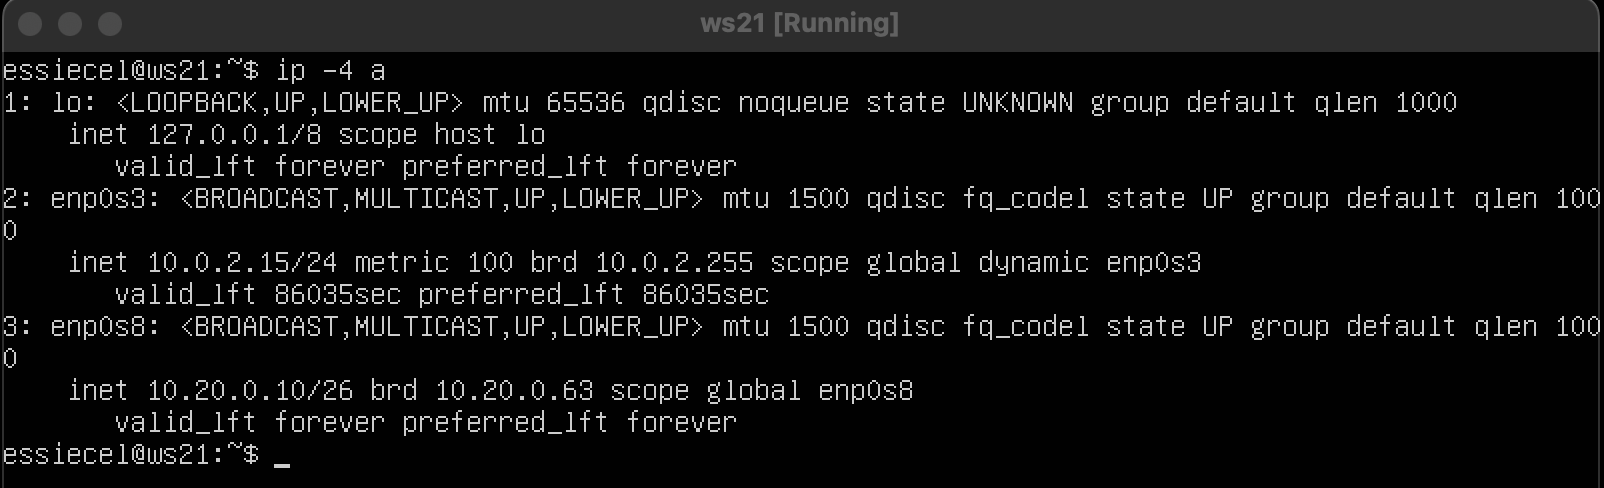 ws21 [Running]
essiecel@ws21:~$ ip -4 a
1: lo: <LOOPBACK,UP,LOWER_UP> mtu 65536 qdisc noqueue state UNKNOWN group default qlen 1000
    inet 127.0.0.1/8 scope host lo
       valid_lft forever preferred_lft forever
2: enp0s3: <BROADCAST,MULTICAST,UP,LOWER_UP> mtu 1500 qdisc fq_codel state UP group default qlen 100
0
    inet 10.0.2.15/24 metric 100 brd 10.0.2.255 scope global dynamic enp0s3
       valid_lft 86035sec preferred_lft 86035sec
3: enp0s8: <BROADCAST,MULTICAST,UP,LOWER_UP> mtu 1500 qdisc fq_codel state UP group default qlen 100
0
    inet 10.20.0.10/26 brd 10.20.0.63 scope global enp0s8
       valid_lft forever preferred_lft forever
essiecel@ws21:~$ _